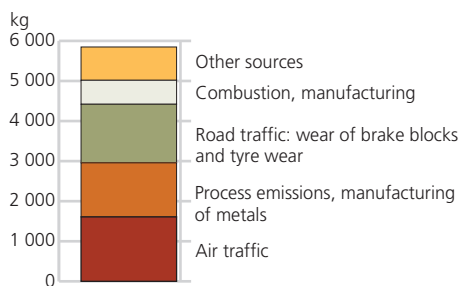 kg
6 000
5 000
4 000
3 000
2 000
1 000
0
Other sources
Combustion, manufacturing
Road traffic: wear of brake blocks
and tyre wear
Process emissions, manufacturing
of metals
Air traffic